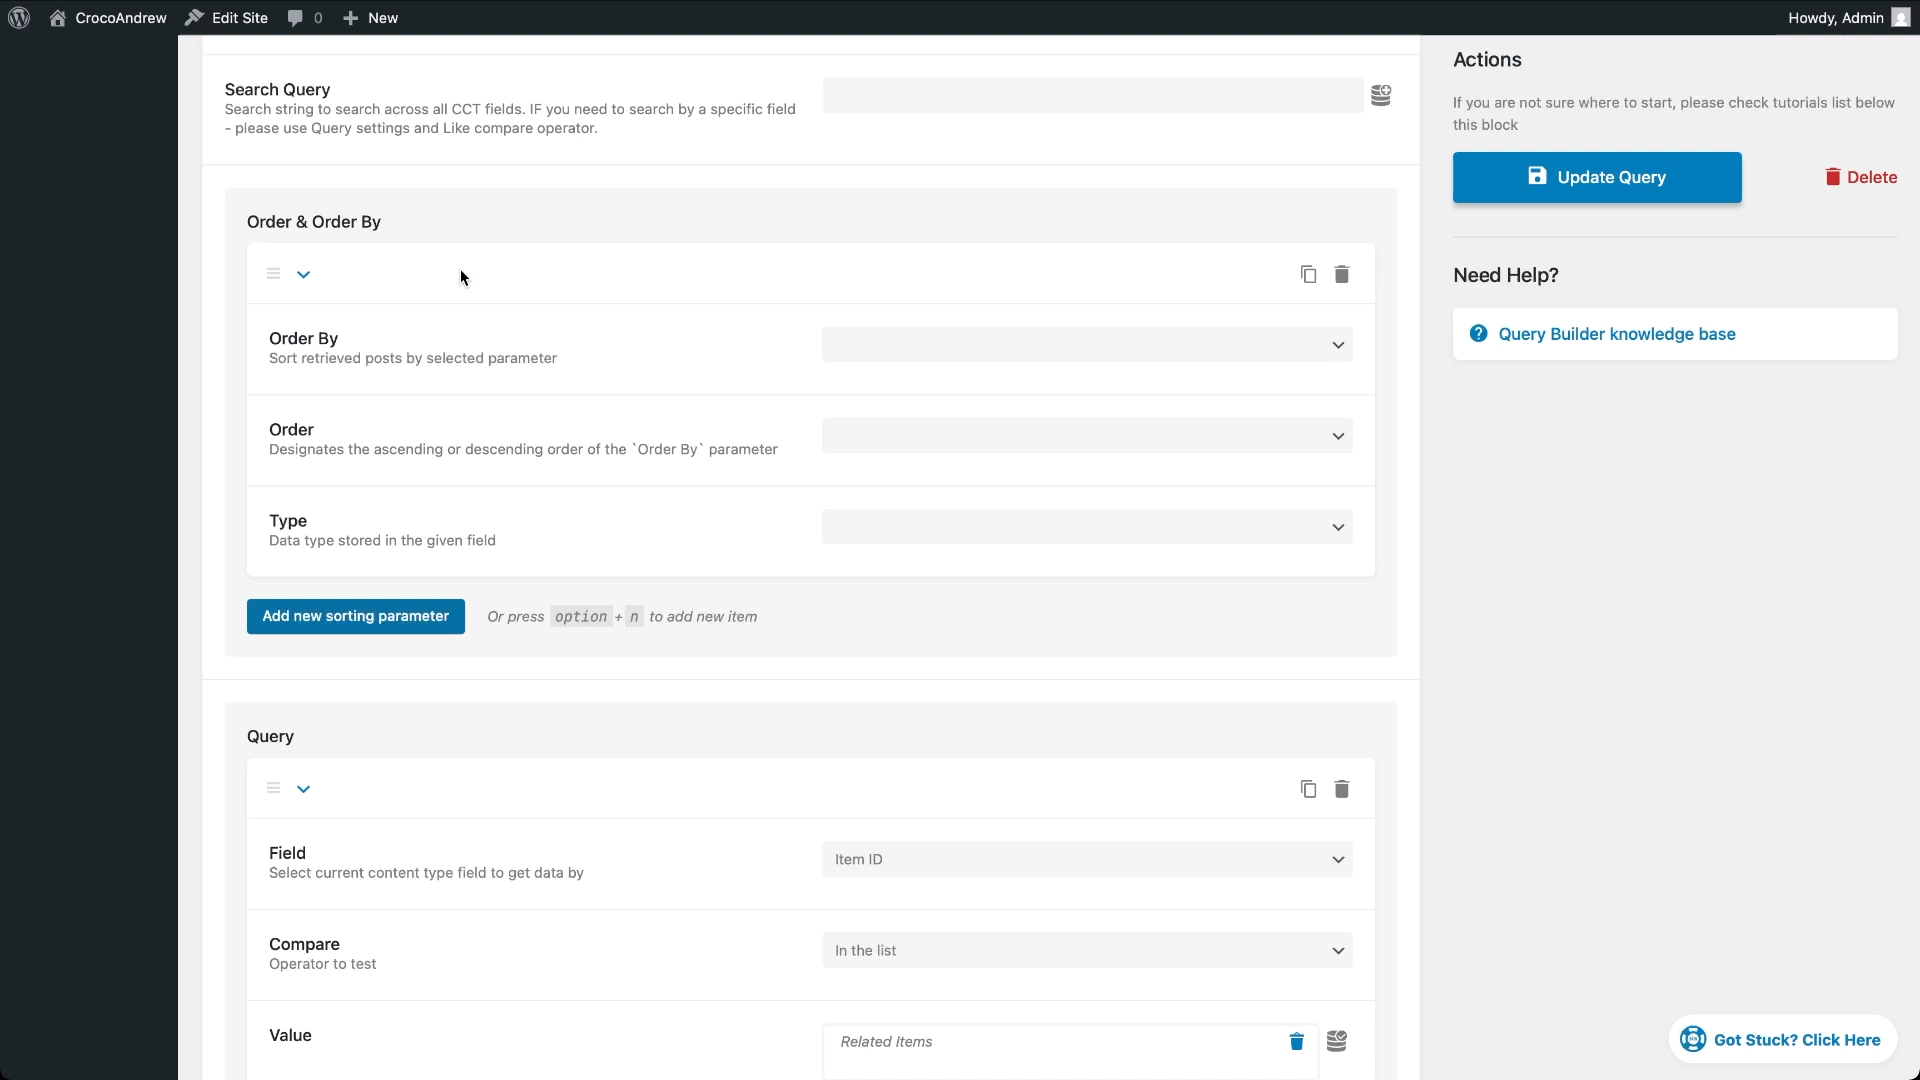 CrocoAndrew Edit Site 0 New Howdy, Admin
Search Query
Search string to search across all CCT fields. IF you need to search by a specific field
- please use Query settings and Like compare operator.
Order & Order By
Order By
Sort retrieved posts by selected parameter
Order
Designates the ascending or descending order of the `Order By` parameter
Type
Data type stored in the given field
Add new sorting parameter Or press option + n to add new item
Query
Field
Select current content type field to get data by
Item ID
Compare
Operator to test
In the list
Value
Related Items
Actions
If you are not sure where to start, please check tutorials list below
this block
Update Query Delete
Need Help?
Query Builder knowledge base
Got Stuck? Click Here